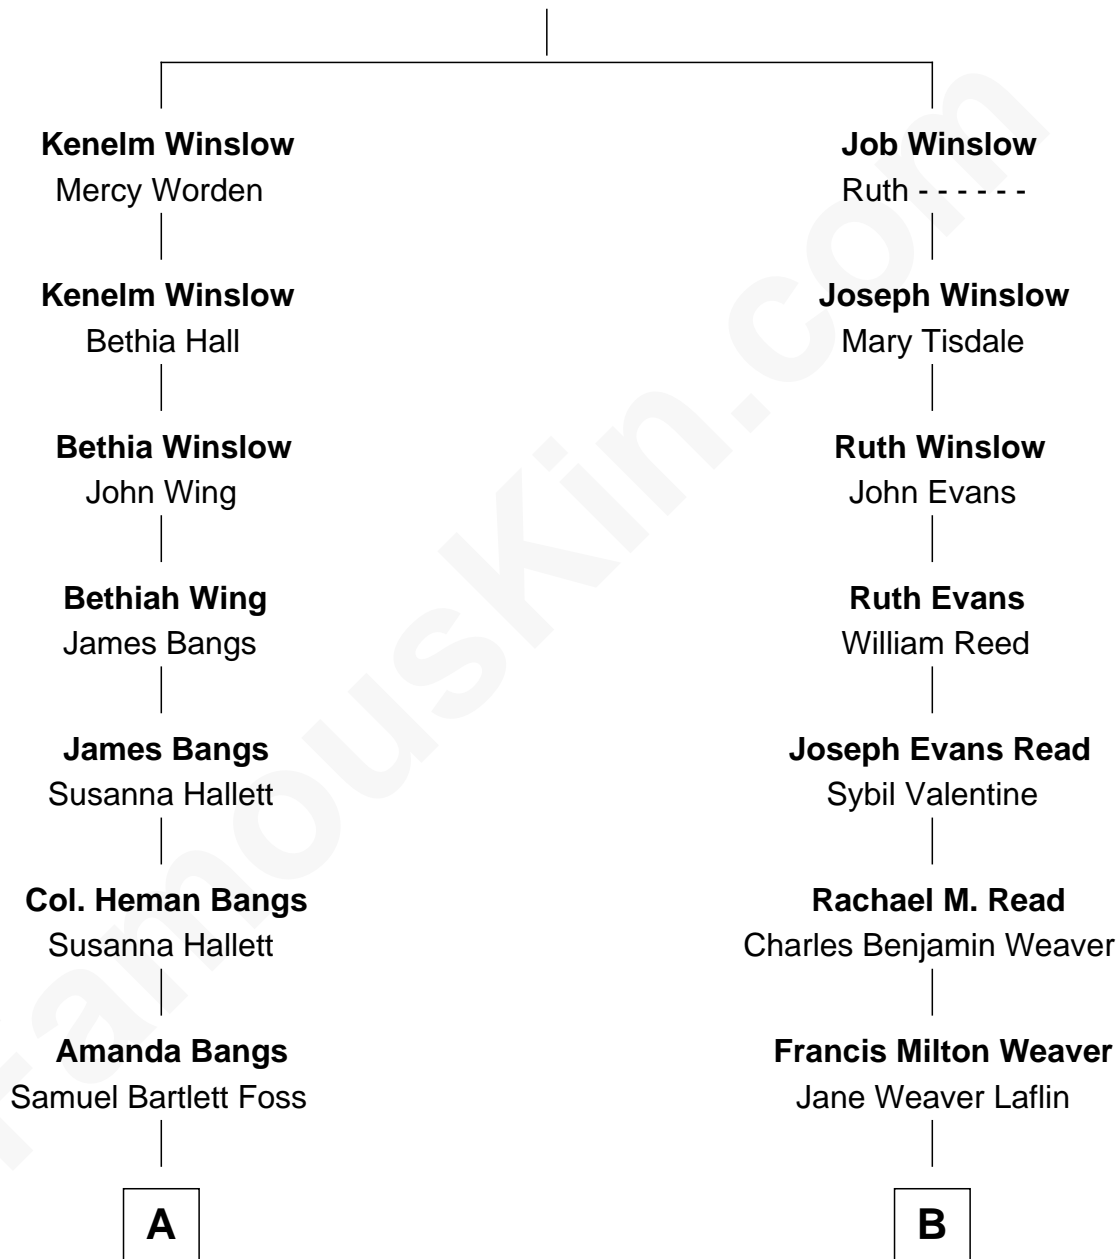 Kenelm Winslow
Mercy Worden
Kenelm Winslow
Bethia Hall
Bethia Winslow
John Wing
Bethiah Wing
James Bangs
James Bangs
Susanna Hallett
Col. Heman Bangs
Susanna Hallett
Amanda Bangs
Samuel Bartlett Foss
A
Job Winslow
Ruth - - - - - -
Joseph Winslow
Mary Tisdale
Ruth Winslow
John Evans
Ruth Evans
William Reed
Joseph Evans Read
Sybil Valentine
Rachael M. Read
Charles Benjamin Weaver
Francis Milton Weaver
Jane Weaver Laflin
B
FamousKin.com